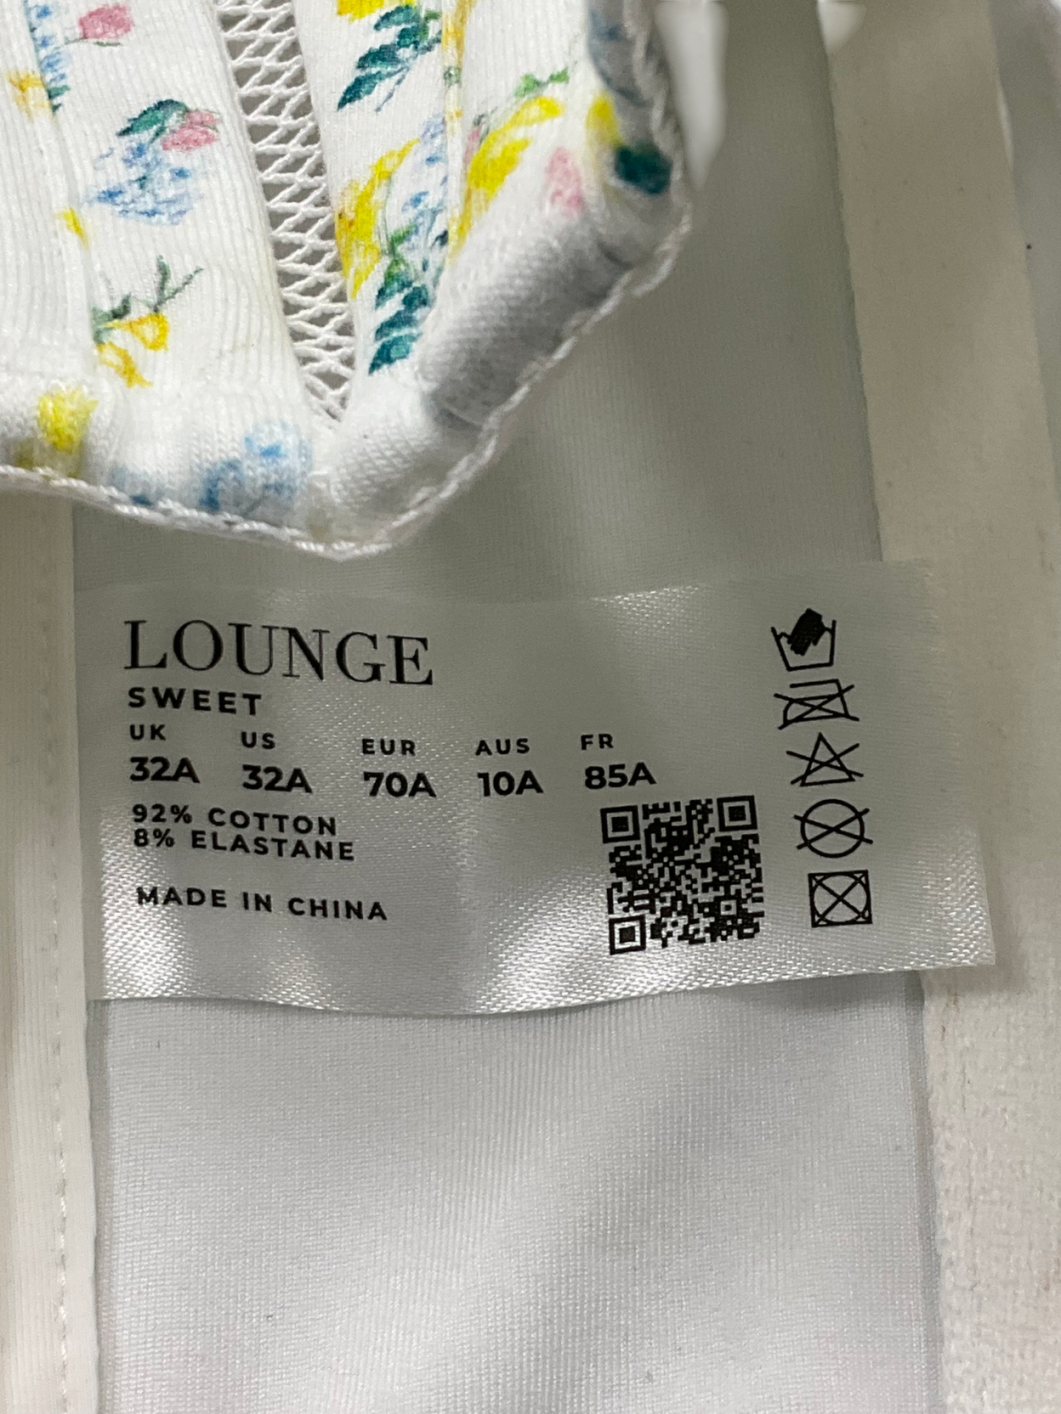 LOUNGE
SWEET
UK US EUR AUS FR
32A 32A 70A 10A 85A
92% COTTON
8% ELASTANE
MADE IN CHINA